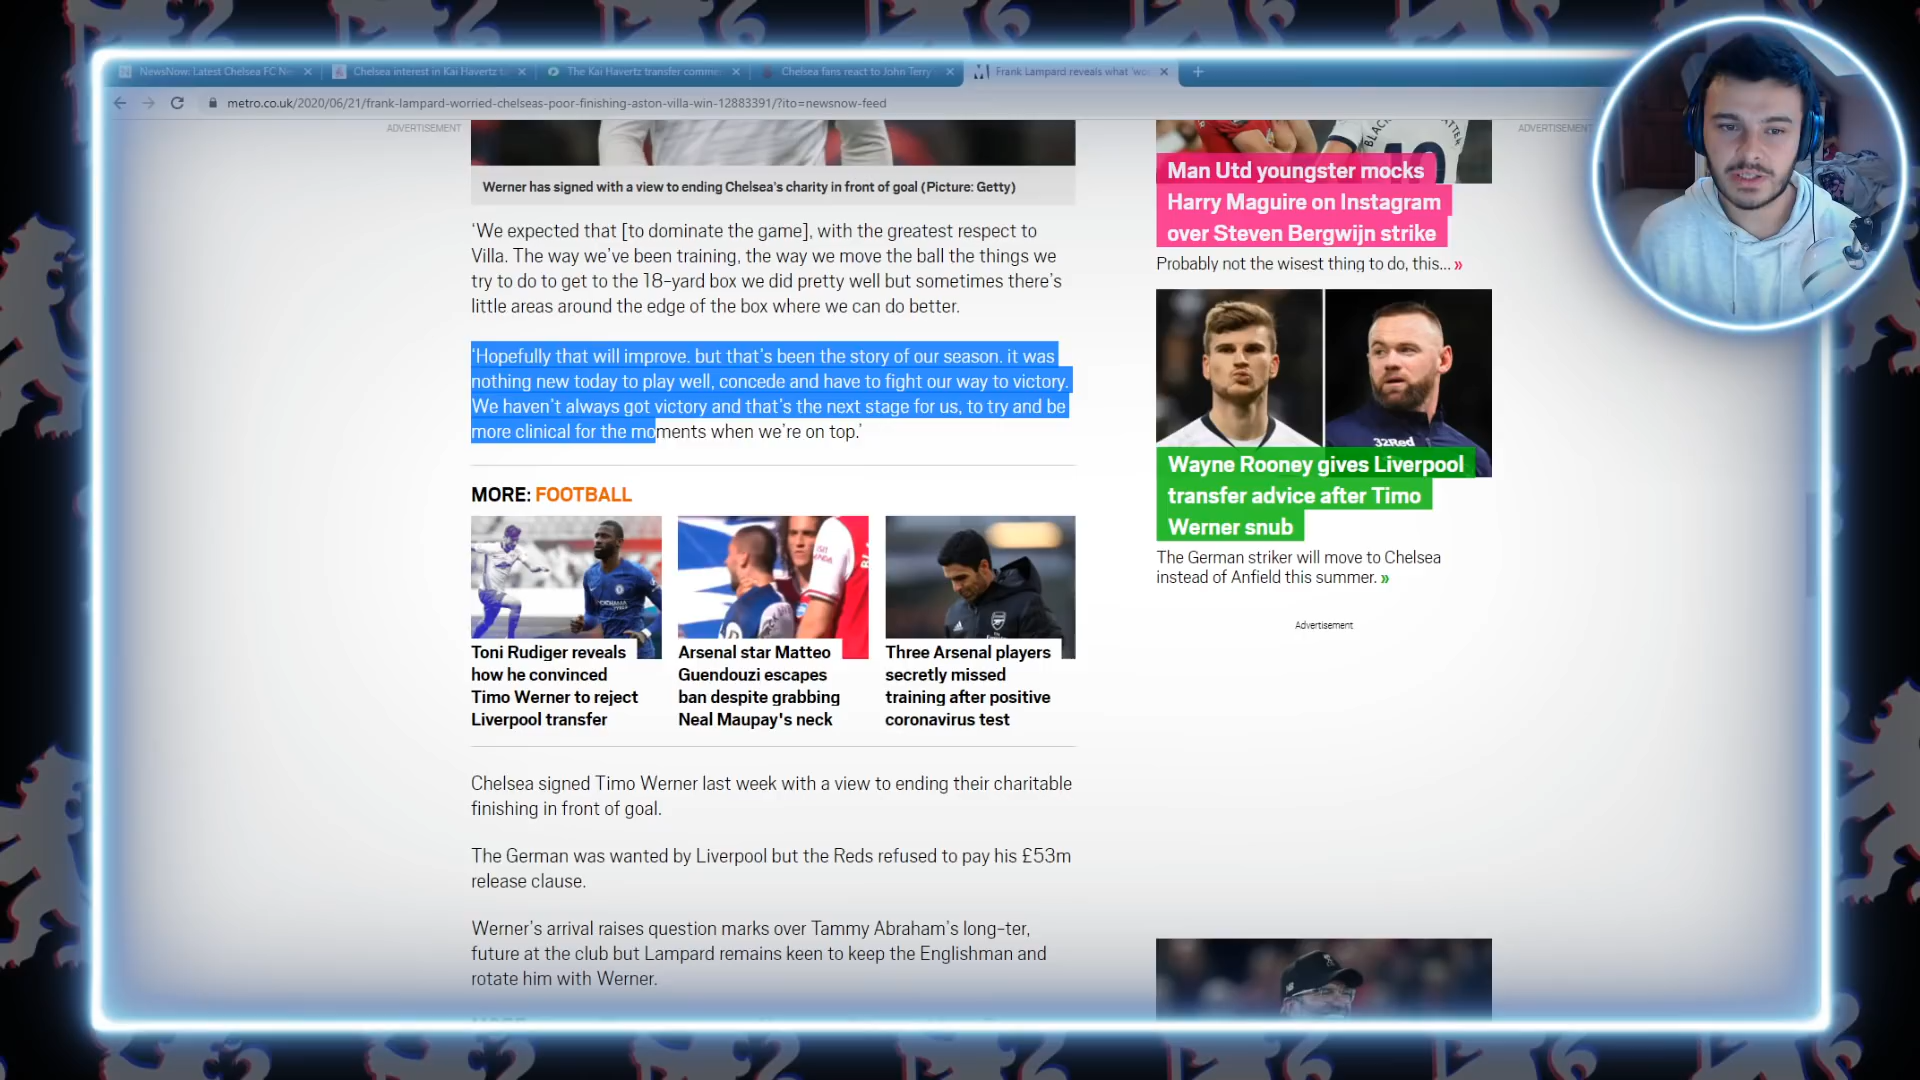 NewsNow: Latest Chelsea FC Ne
Chelsea interest in Kai Havertz t
The Kai Havertz transfer comme
Chelsea fans react to John Terry
Frank Lampard reveals what 'wo
metro.co.uk/2020/06/21/frank-lampard-worried-chelseas-poor-finishing-aston-villa-win-12883391/?ito=newsnow-feed
ADVERTISEMENT
ADVERTISEMENT
Werner has signed with a view to ending Chelsea's charity in front of goal (Picture: Getty)
‘We expected that [to dominate the game], with the greatest respect to
Villa. The way we’ve been training, the way we move the ball the things we
try to do to get to the 18-yard box we did pretty well but sometimes there’s
little areas around the edge of the box where we can do better.
‘Hopefully that will improve. but that’s been the story of our season. it was
nothing new today to play well, concede and have to fight our way to victory.
We haven’t always got victory and that’s the next stage for us, to try and be
more clinical for the moments when we’re on top.’
MORE: FOOTBALL
Toni Rudiger reveals
how he convinced
Timo Werner to reject
Liverpool transfer
Arsenal star Matteo
Guendouzi escapes
ban despite grabbing
Neal Maupay's neck
Three Arsenal players
secretly missed
training after positive
coronavirus test
Chelsea signed Timo Werner last week with a view to ending their charitable
finishing in front of goal.
The German was wanted by Liverpool but the Reds refused to pay his £53m
release clause.
Werner’s arrival raises question marks over Tammy Abraham’s long-ter,
future at the club but Lampard remains keen to keep the Englishman and
rotate him with Werner.
Man Utd youngster mocks
Harry Maguire on Instagram
over Steven Bergwijn strike
Probably not the wisest thing to do, this... »
32Red
Wayne Rooney gives Liverpool
transfer advice after Timo
Werner snub
The German striker will move to Chelsea
instead of Anfield this summer. »
Advertisement